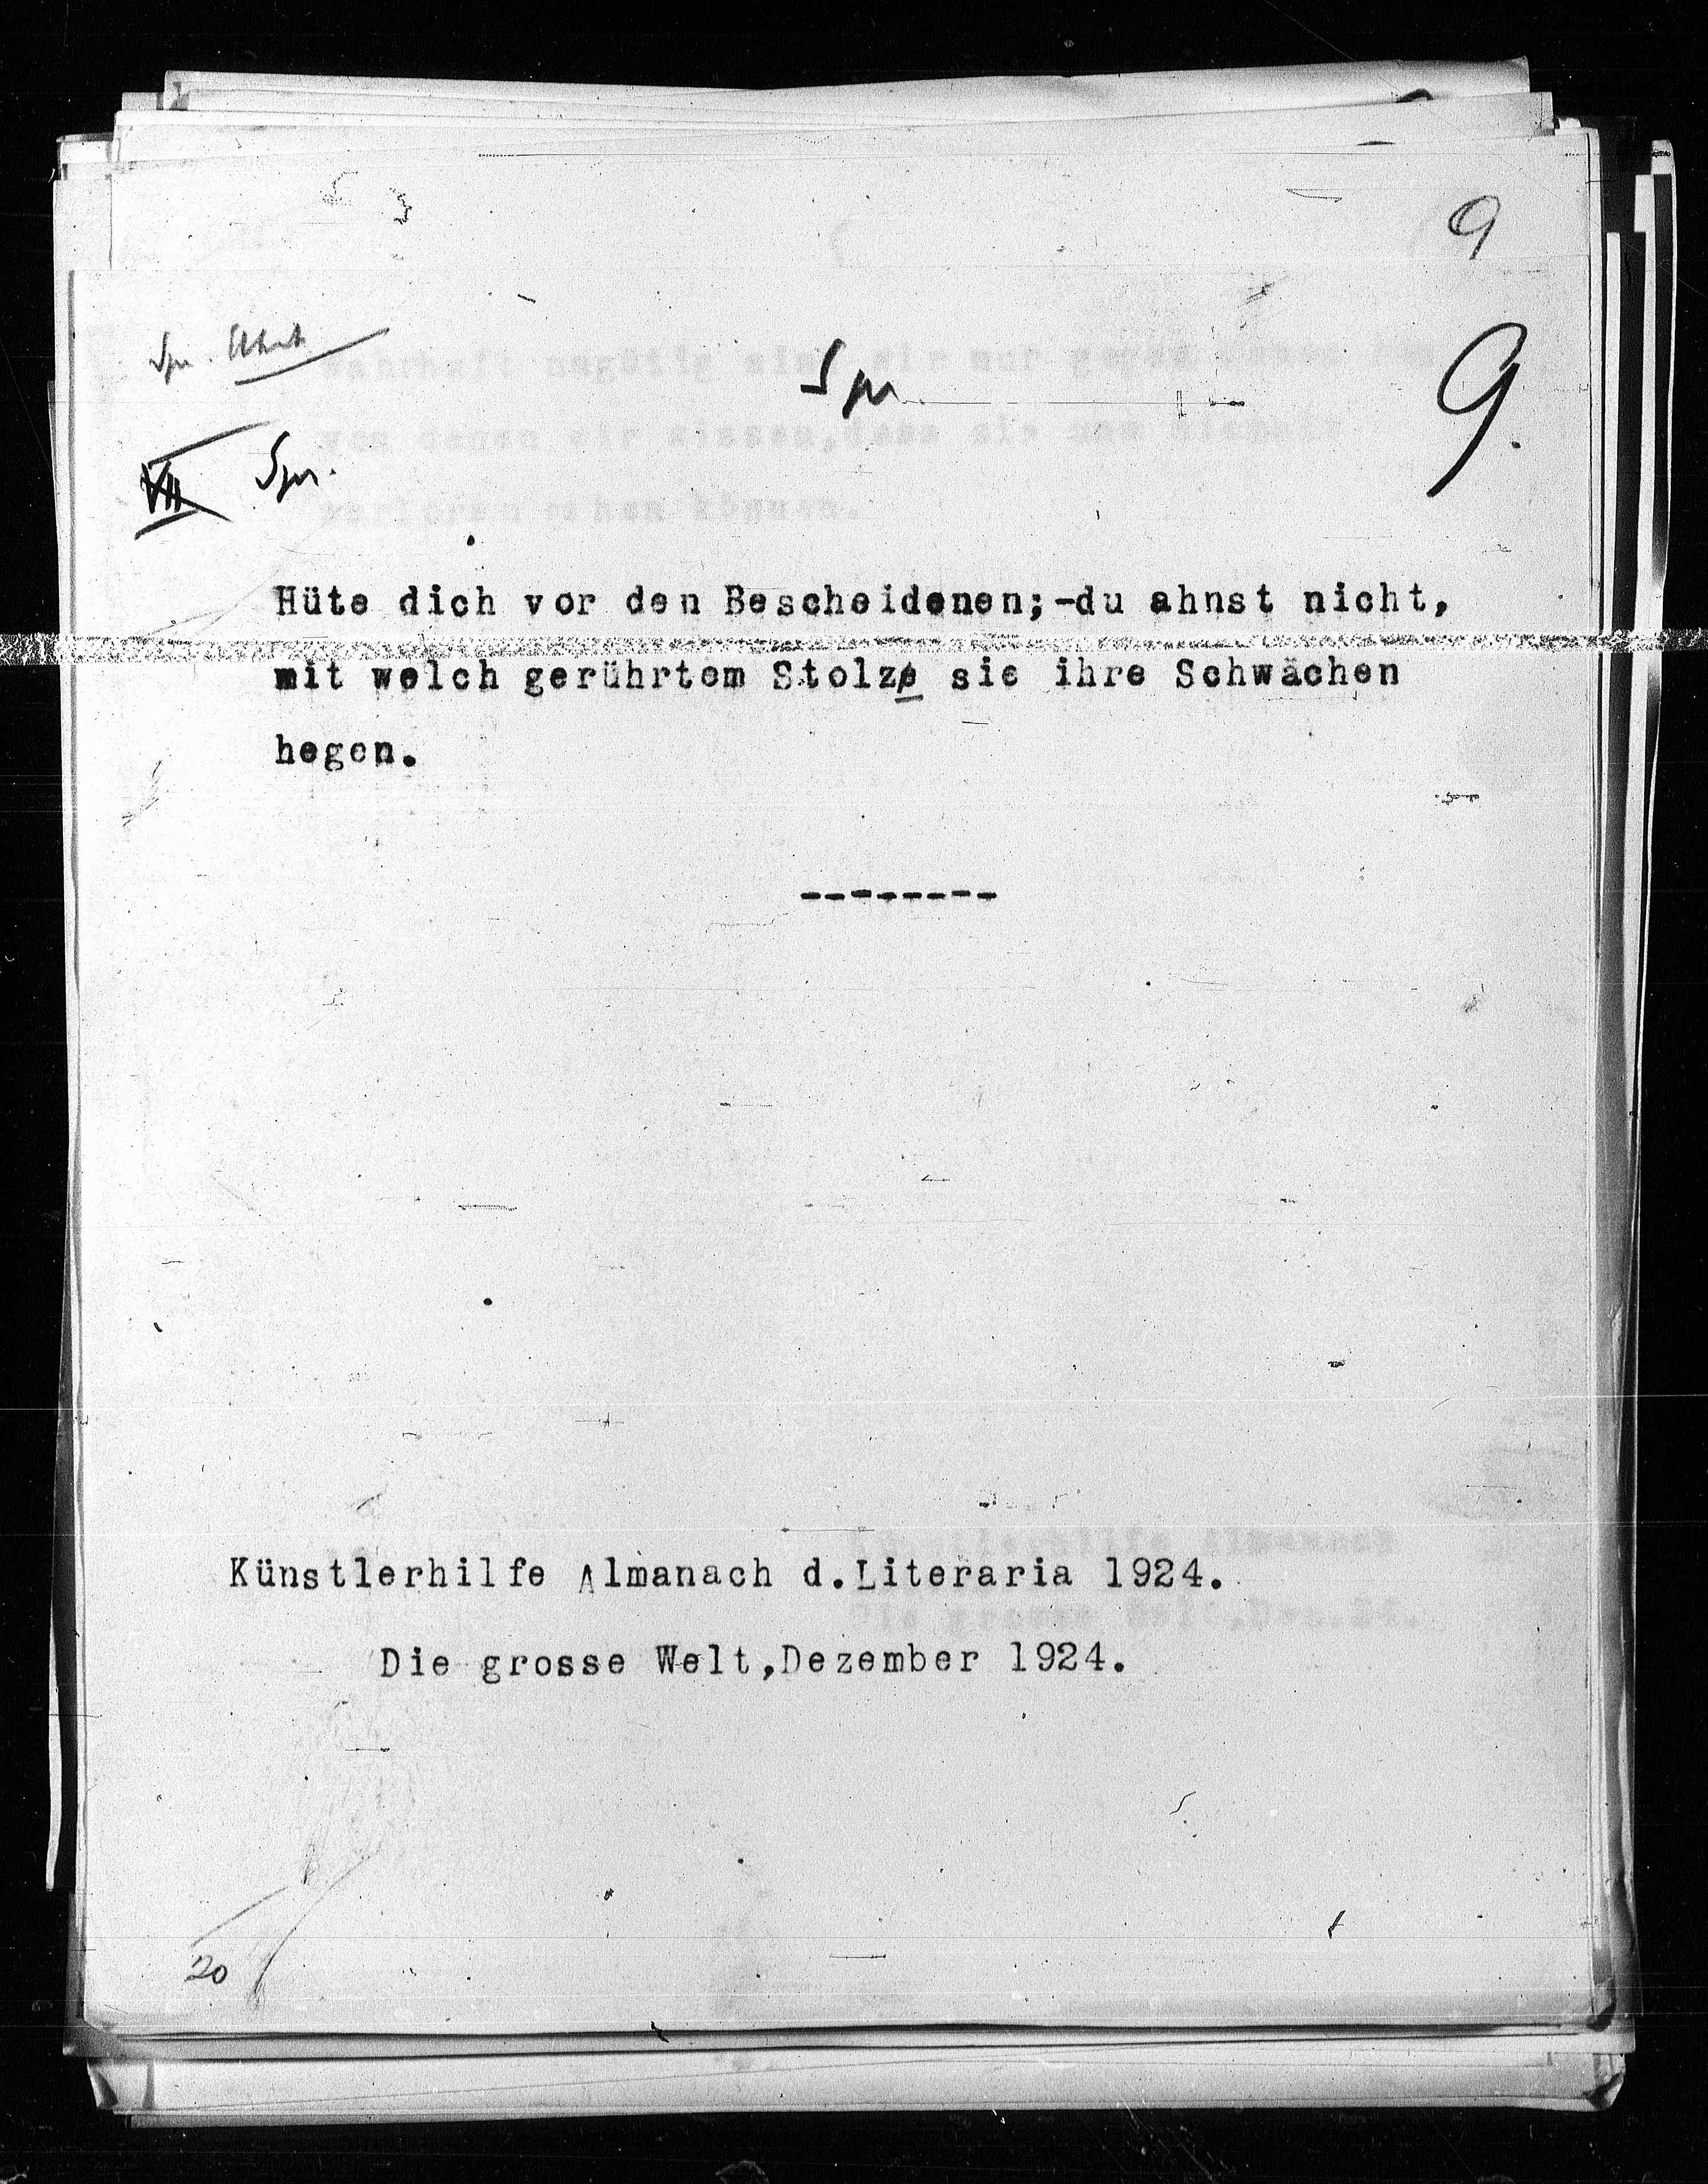 9
Spr.
Spr. 9.
VII Spr.
Hüte dich vor den Bescheidenen;-du ahnst nicht,
mit welch gerührtem Stolze sie ihre Schwächen
hegen.
--------
Künstlerhilfe Almanach d.Literaria 1924.
Die grosse Welt,Dezember 1924.
20